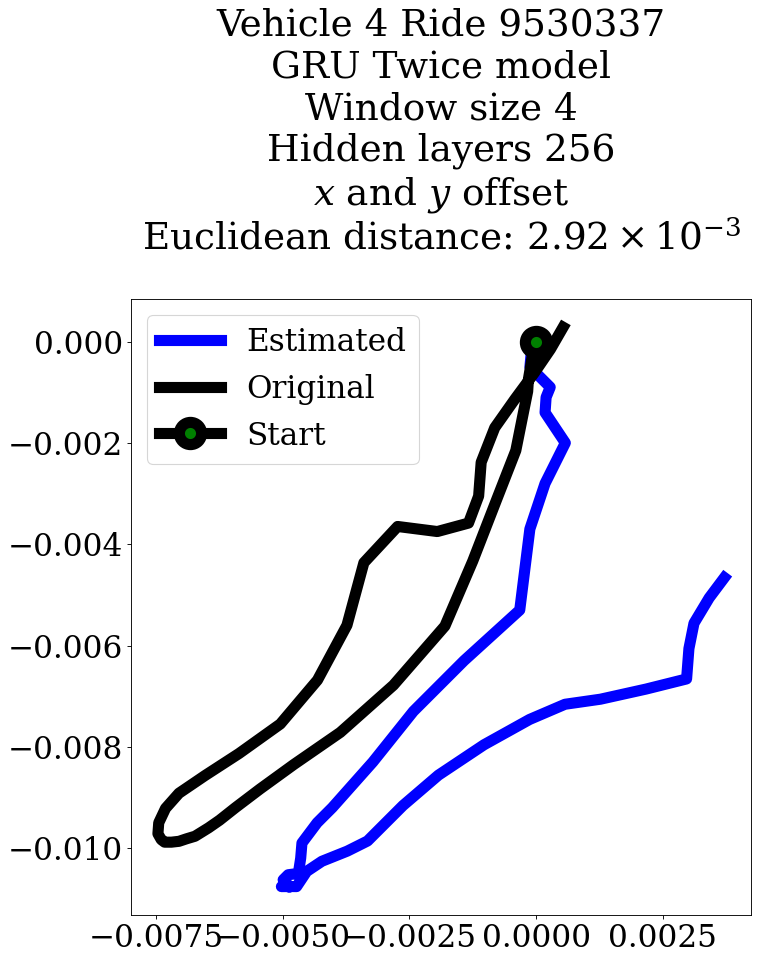 Vehicle 4 Ride 9530337
GRU Twice model
Window size 4
Hidden layers 256
x and y offset
Euclidean distance: 2.92 × 10⁻³
Estimated
Original
Start
0.000
−0.002
−0.004
−0.006
−0.008
−0.010
−0.0075 −0.0050 −0.0025 0.0000 0.0025